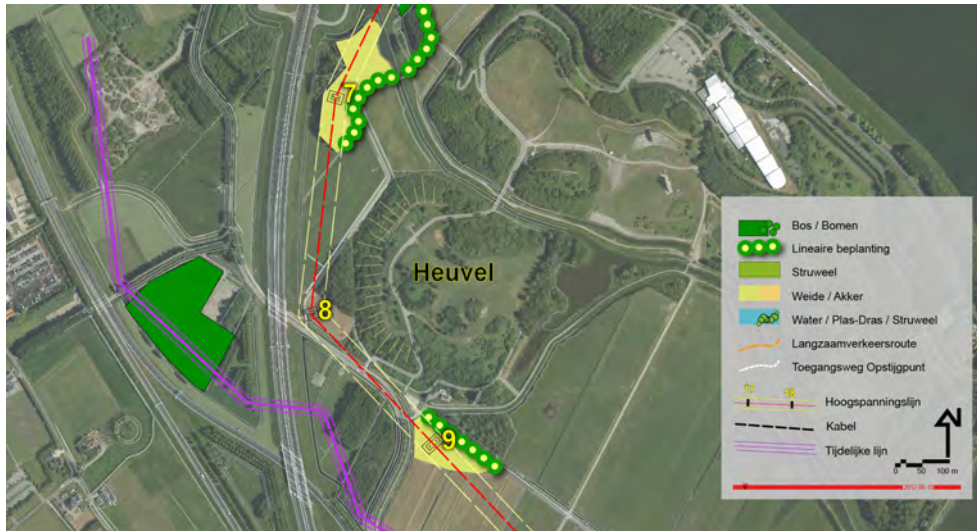 7
8
Heuvel
9
Bos / Bomen
Lineaire beplanting
Struweel
Weide / Akker
Water / Plas-Dras / Struweel
Langzaamverkeersroute
Toegangsweg Opstijgpunt
Hoogspanningslijn
Kabel
Tijdelijke lijn
N
0 50 100 m